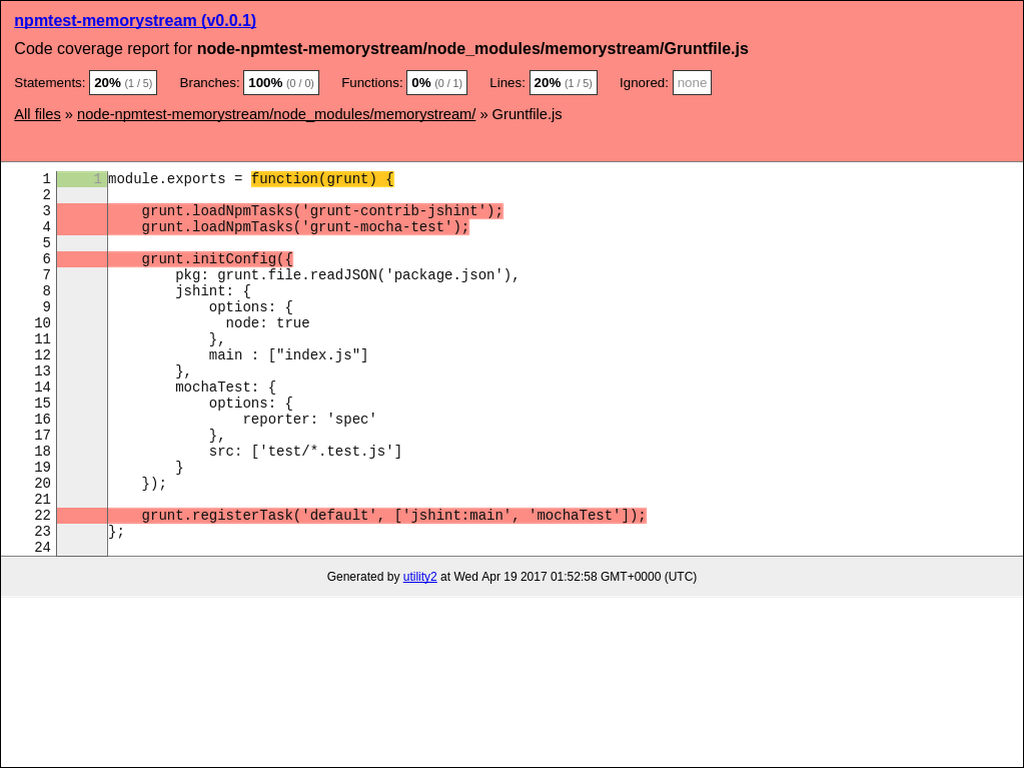 npmtest-memorystream (v0.0.1)
Code coverage report for node-npmtest-memorystream/node_modules/memorystream/Gruntfile.js
Statements: 20% (1 / 5) Branches: 100% (0 / 0) Functions: 0% (0 / 1) Lines: 20% (1 / 5) Ignored: none
All files » node-npmtest-memorystream/node_modules/memorystream/ » Gruntfile.js
1 1 module.exports = function(grunt) {
2
3     grunt.loadNpmTasks('grunt-contrib-jshint');
4     grunt.loadNpmTasks('grunt-mocha-test');
5
6     grunt.initConfig({
7         pkg: grunt.file.readJSON('package.json'),
8         jshint: {
9             options: {
10               node: true
11             },
12             main : ["index.js"]
13         },
14         mochaTest: {
15             options: {
16                 reporter: 'spec'
17             },
18             src: ['test/*.test.js']
19         }
20     });
21
22     grunt.registerTask('default', ['jshint:main', 'mochaTest']);
23 };
24
Generated by utility2 at Wed Apr 19 2017 01:52:58 GMT+0000 (UTC)